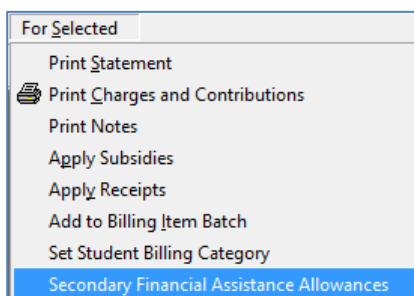 For Selected
Print Statement
Print Charges and Contributions
Print Notes
Apply Subsidies
Apply Receipts
Add to Billing Item Batch
Set Student Billing Category
Secondary Financial Assistance Allowances